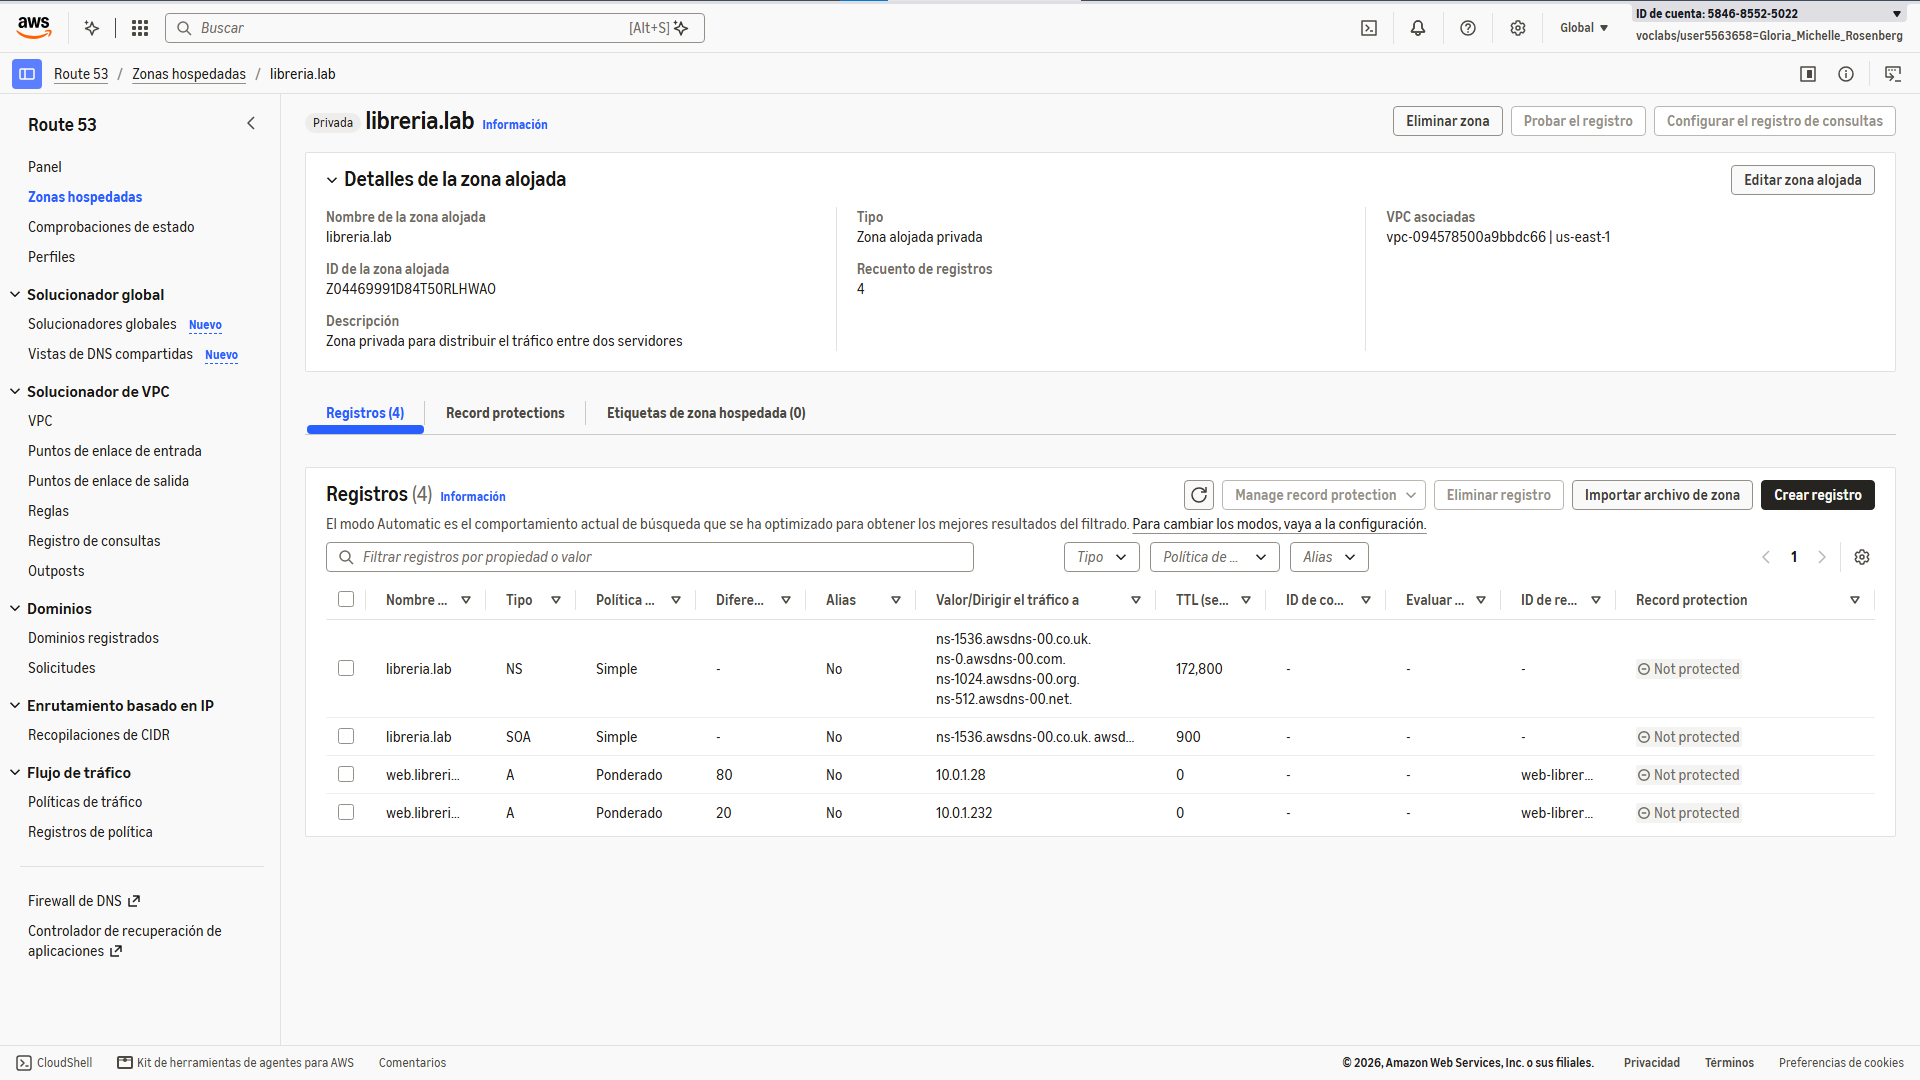 aws
Buscar [Alt+S]
Global
ID de cuenta: 5846-8552-5022
voclabs/user5563658=Gloria_Michelle_Rosenberg
Route 53 / Zonas hospedadas / libreria.lab
Route 53
Panel
Zonas hospedadas
Comprobaciones de estado
Perfiles
Solucionador global
Solucionadores globales Nuevo
Vistas de DNS compartidas Nuevo
Solucionador de VPC
VPC
Puntos de enlace de entrada
Puntos de enlace de salida
Reglas
Registro de consultas
Outposts
Dominios
Dominios registrados
Solicitudes
Enrutamiento basado en IP
Recopilaciones de CIDR
Flujo de tráfico
Políticas de tráfico
Registros de política
Firewall de DNS
Controlador de recuperación de
aplicaciones
Privada libreria.lab Información
Eliminar zona Probar el registro Configurar el registro de consultas
Detalles de la zona alojada
Editar zona alojada
Nombre de la zona alojada
libreria.lab
ID de la zona alojada
Z04469991D84T50RLHWAO
Descripción
Zona privada para distribuir el tráfico entre dos servidores
Tipo
Zona alojada privada
Recuento de registros
4
VPC asociadas
vpc-094578500a9bbdc66 | us-east-1
Registros (4) Record protections Etiquetas de zona hospedada (0)
Registros (4) Información
Manage record protection Eliminar registro Importar archivo de zona Crear registro
El modo Automatic es el comportamiento actual de búsqueda que se ha optimizado para obtener los mejores resultados del filtrado. Para cambiar los modos, vaya a la configuración.
Filtrar registros por propiedad o valor
Tipo Política de ... Alias
1
Nombre ... Tipo Política ... Difere... Alias Valor/Dirigir el tráfico a TTL (se... ID de co... Evaluar ... ID de re... Record protection
ns-1536.awsdns-00.co.uk.
ns-0.awsdns-00.com.
libreria.lab NS Simple - No 172,800 - - - Not protected
ns-1024.awsdns-00.org.
ns-512.awsdns-00.net.
libreria.lab SOA Simple - No ns-1536.awsdns-00.co.uk. awsd... 900 - - - Not protected
web.libreri... A Ponderado 80 No 10.0.1.28 0 - - web-librer... Not protected
web.libreri... A Ponderado 20 No 10.0.1.232 0 - - web-librer... Not protected
CloudShell Kit de herramientas de agentes para AWS Comentarios
© 2026, Amazon Web Services, Inc. o sus filiales. Privacidad Términos Preferencias de cookies